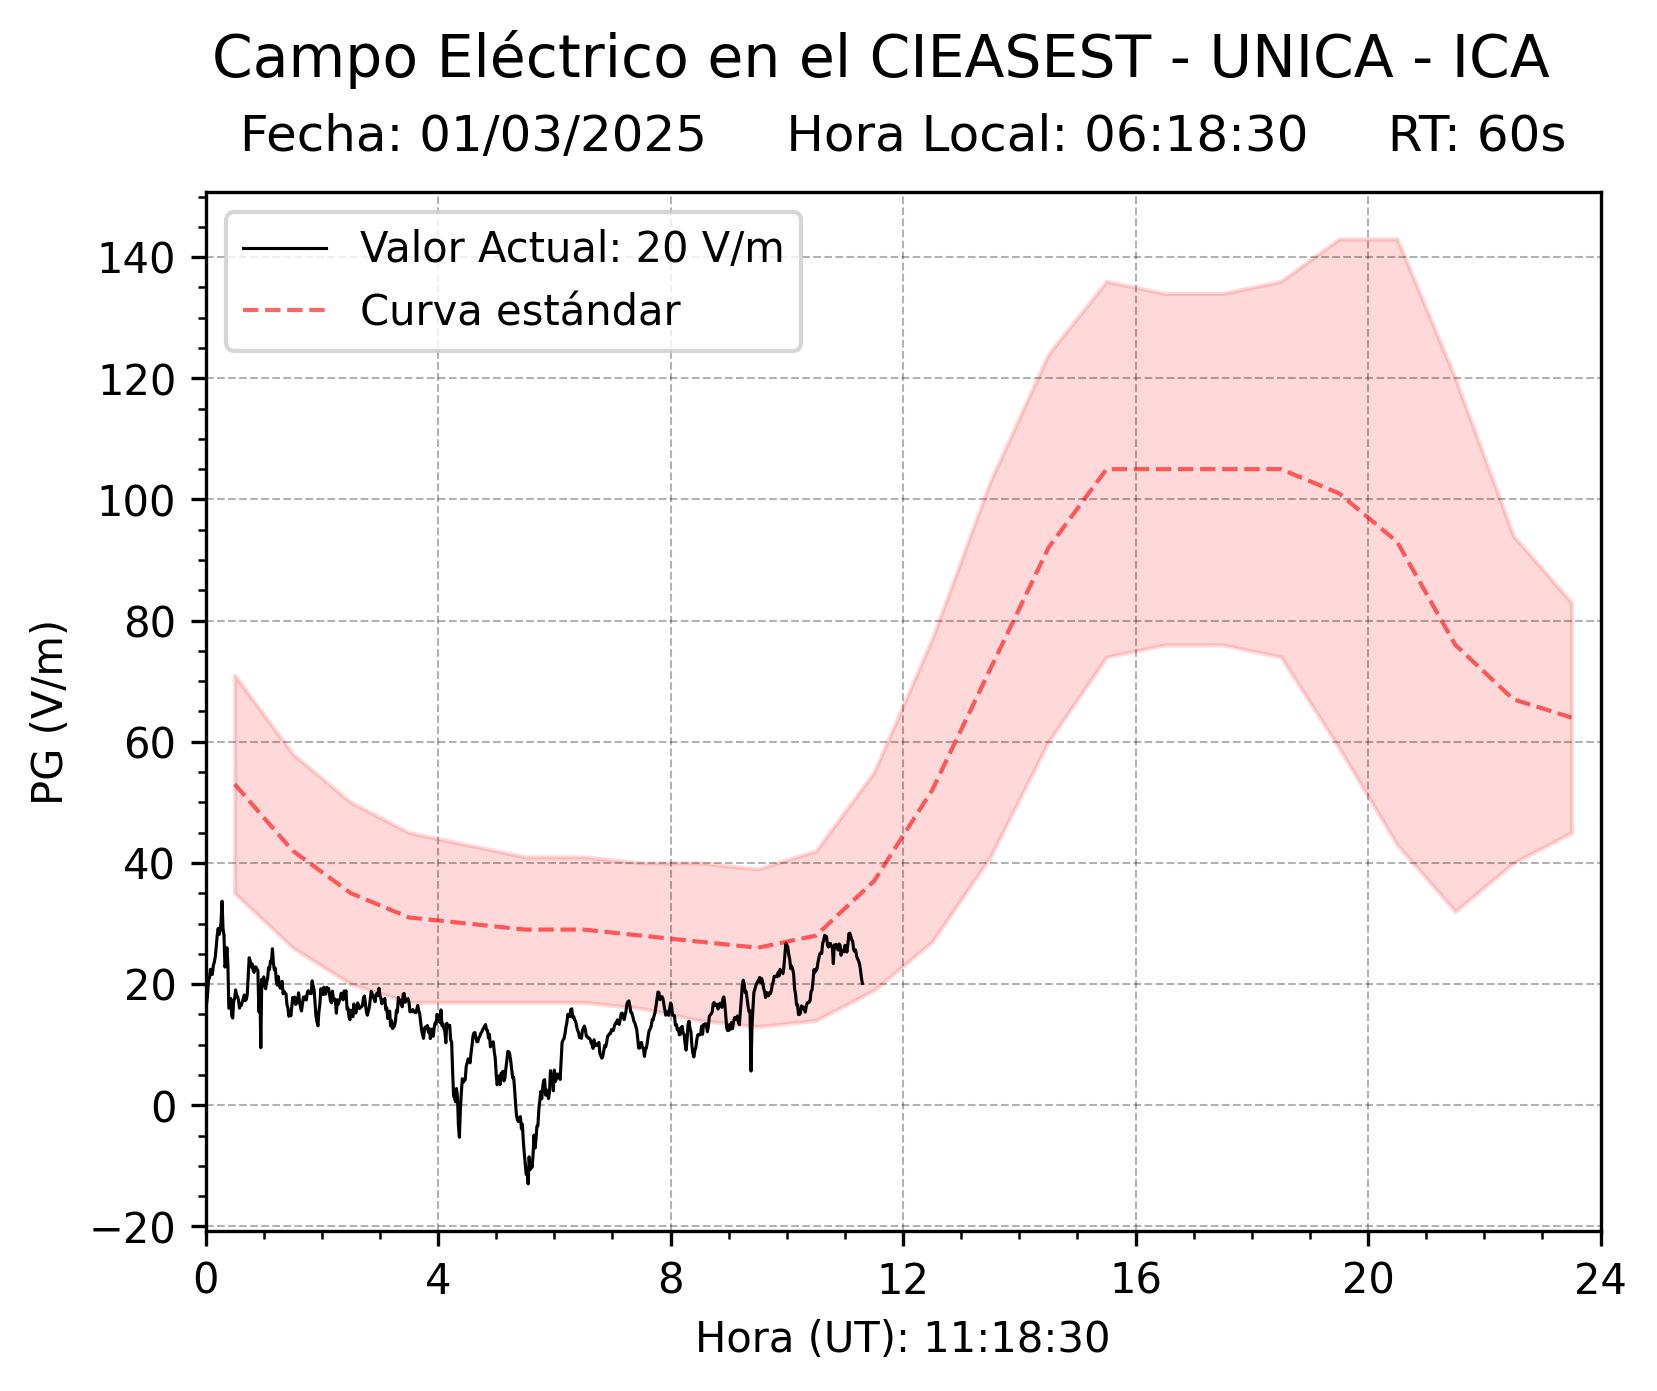 Campo Eléctrico en el CIEASEST - UNICA - ICA
Fecha: 01/03/2025 Hora Local: 06:18:30 RT: 60s
Valor Actual: 20 V/m
Curva estándar
PG (V/m)
140
120
100
80
60
40
20
0
−20
0 4 8 12 16 20 24
Hora (UT): 11:18:30